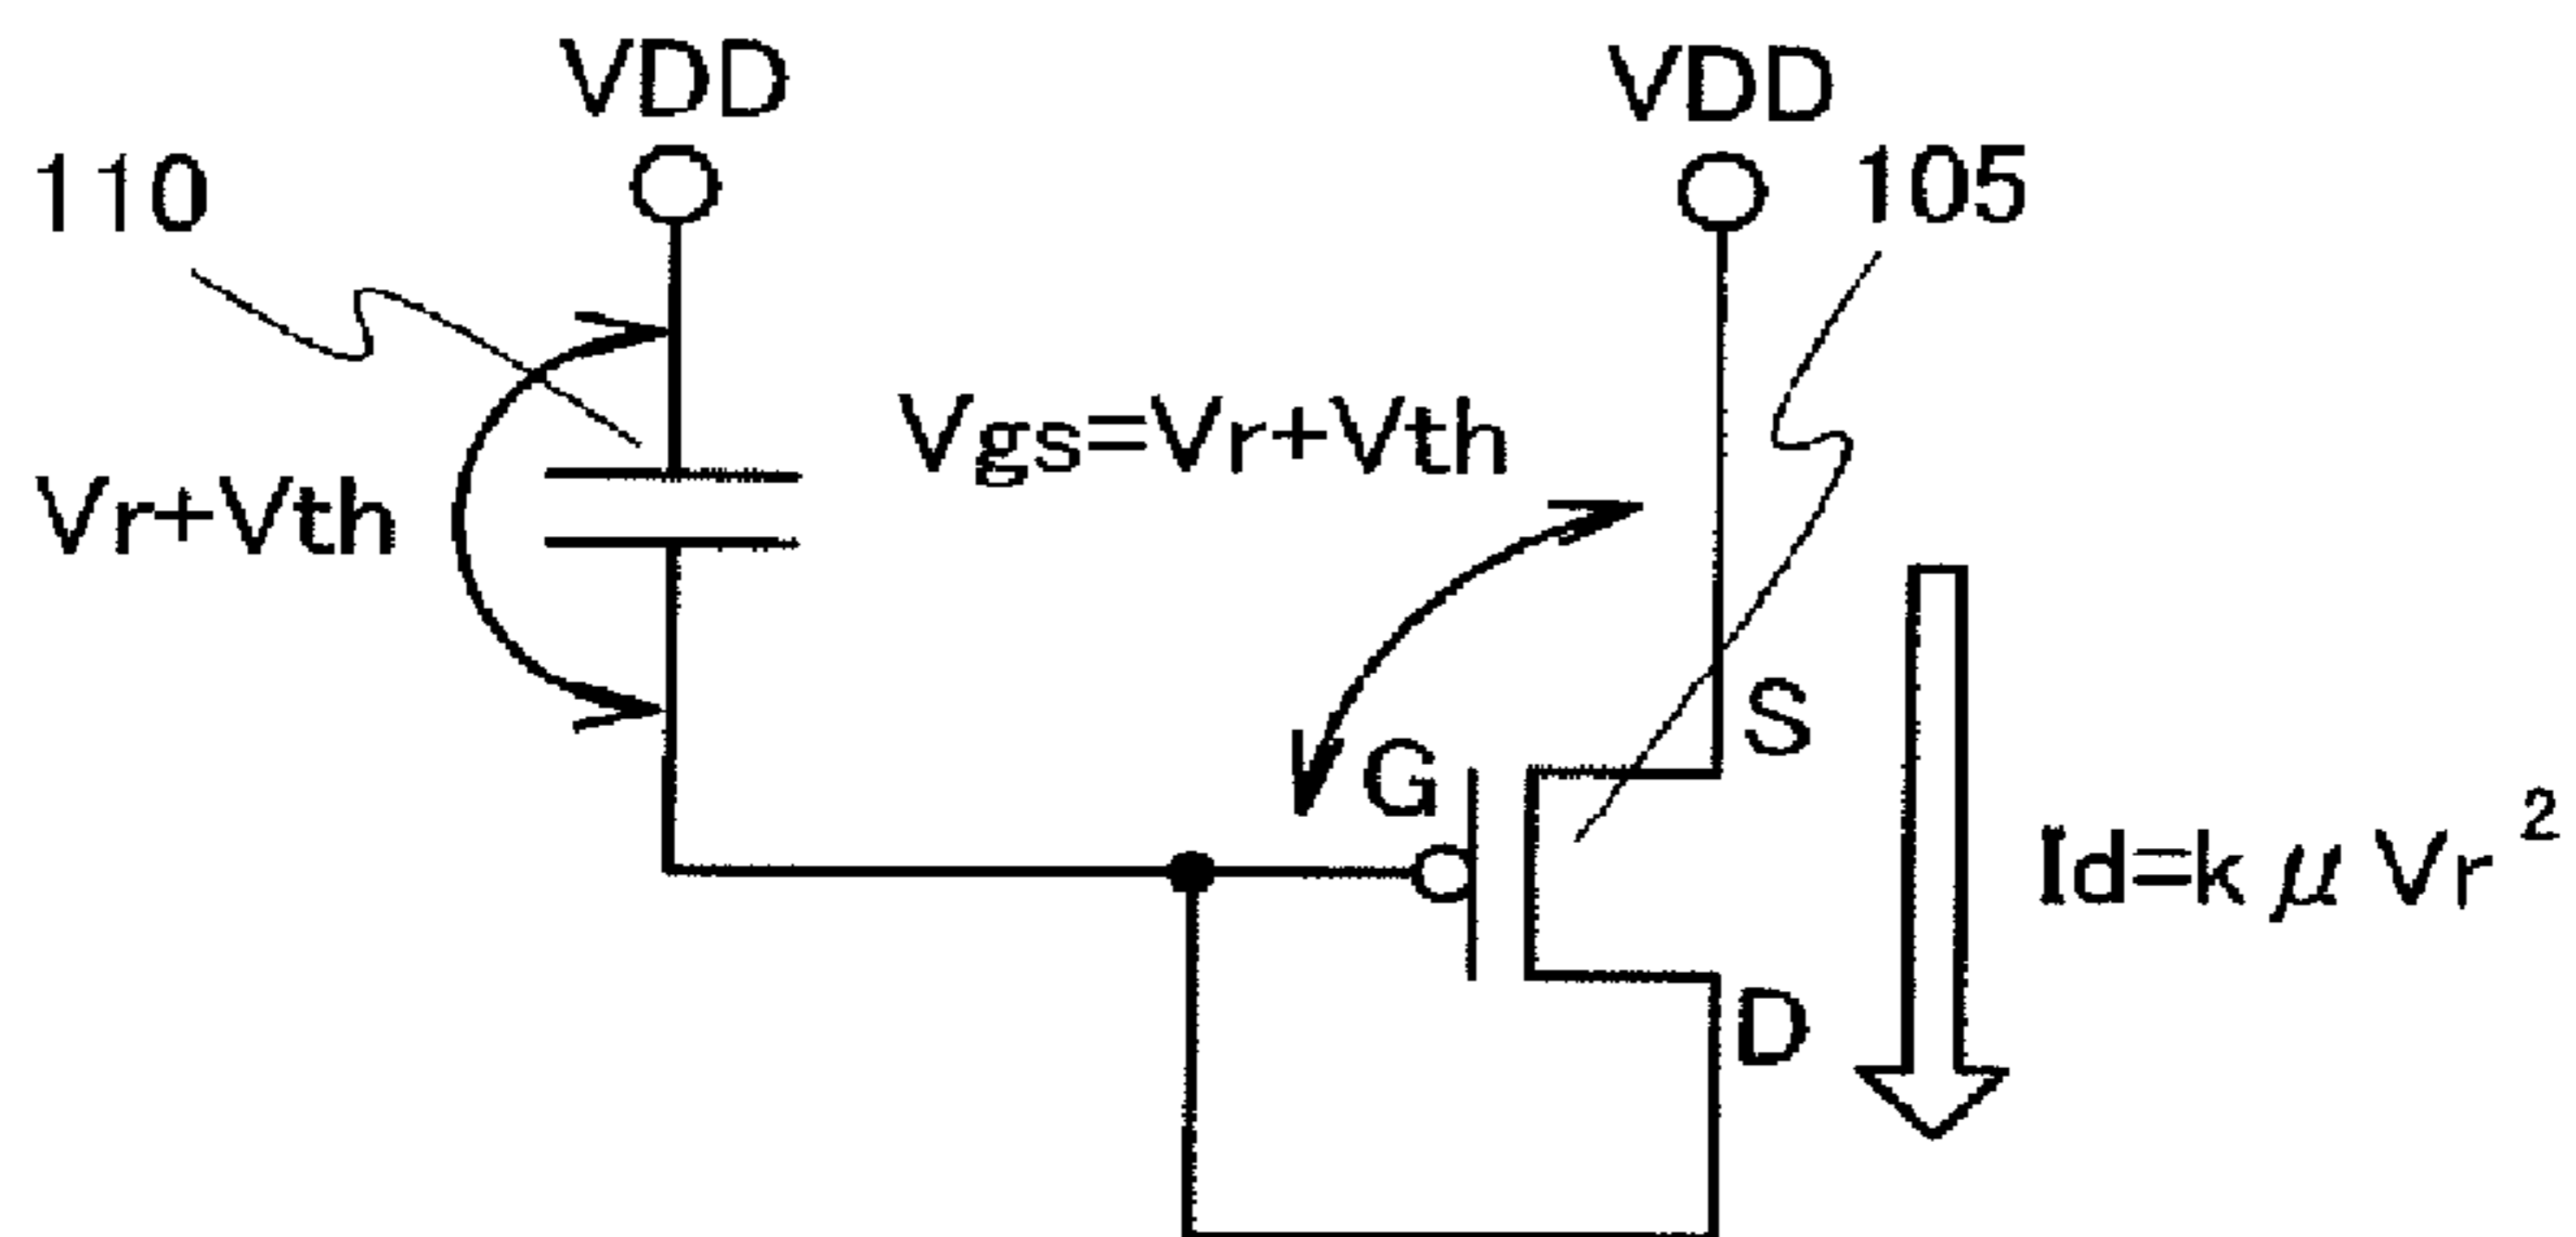 VDD
VDD
110
105
Vgs=Vr+Vth
Vr+Vth
S
G
Id=kμVr²
D